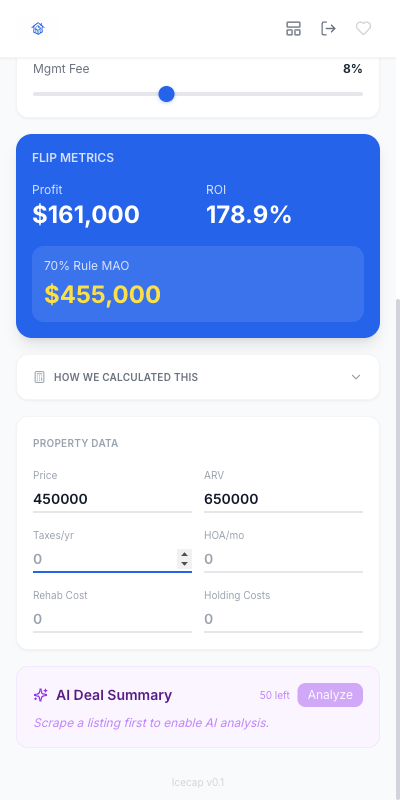 Mgmt Fee 8%
FLIP METRICS
Profit ROI
$161,000 178.9%
70% Rule MAO
$455,000
HOW WE CALCULATED THIS
PROPERTY DATA
Price ARV
450000 650000
Taxes/yr HOA/mo
0 0
Rehab Cost Holding Costs
0 0
AI Deal Summary 50 left Analyze
Scrape a listing first to enable AI analysis.
Icecap v0.1